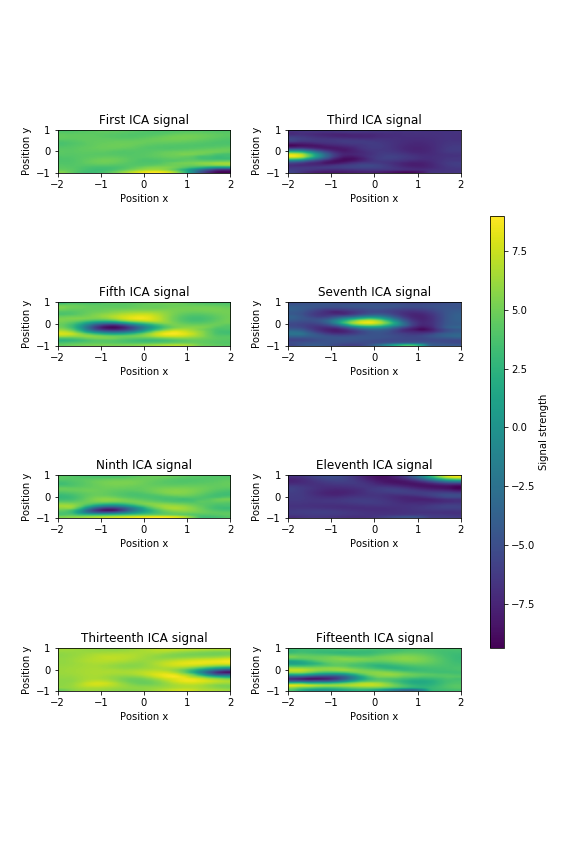 First ICA signal
Third ICA signal
Position y
1
0
−1
−2 −1 0 1 2
Position x
Position y
1
0
−1
−2 −1 0 1 2
Position x
Fifth ICA signal
Seventh ICA signal
Position y
1
0
−1
−2 −1 0 1 2
Position x
Position y
1
0
−1
−2 −1 0 1 2
Position x
Ninth ICA signal
Eleventh ICA signal
Position y
1
0
−1
−2 −1 0 1 2
Position x
Position y
1
0
−1
−2 −1 0 1 2
Position x
Thirteenth ICA signal
Fifteenth ICA signal
Position y
1
0
−1
−2 −1 0 1 2
Position x
Position y
1
0
−1
−2 −1 0 1 2
Position x
7.5
5.0
2.5
0.0
−2.5
−5.0
−7.5
Signal strength